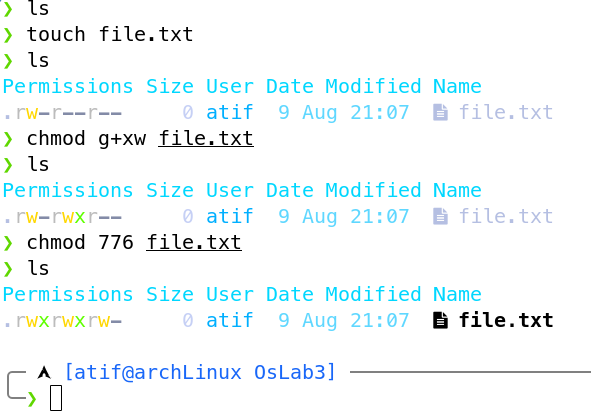 ❯ ls
❯ touch file.txt
❯ ls
Permissions Size User Date Modified Name
.rw-r--r-- 0 atif 9 Aug 21:07 file.txt
❯ chmod g+xw file.txt
❯ ls
Permissions Size User Date Modified Name
.rw-rwxr-- 0 atif 9 Aug 21:07 file.txt
❯ chmod 776 file.txt
❯ ls
Permissions Size User Date Modified Name
.rwxrwxrw- 0 atif 9 Aug 21:07 file.txt
[atif@archLinux OsLab3]
❯